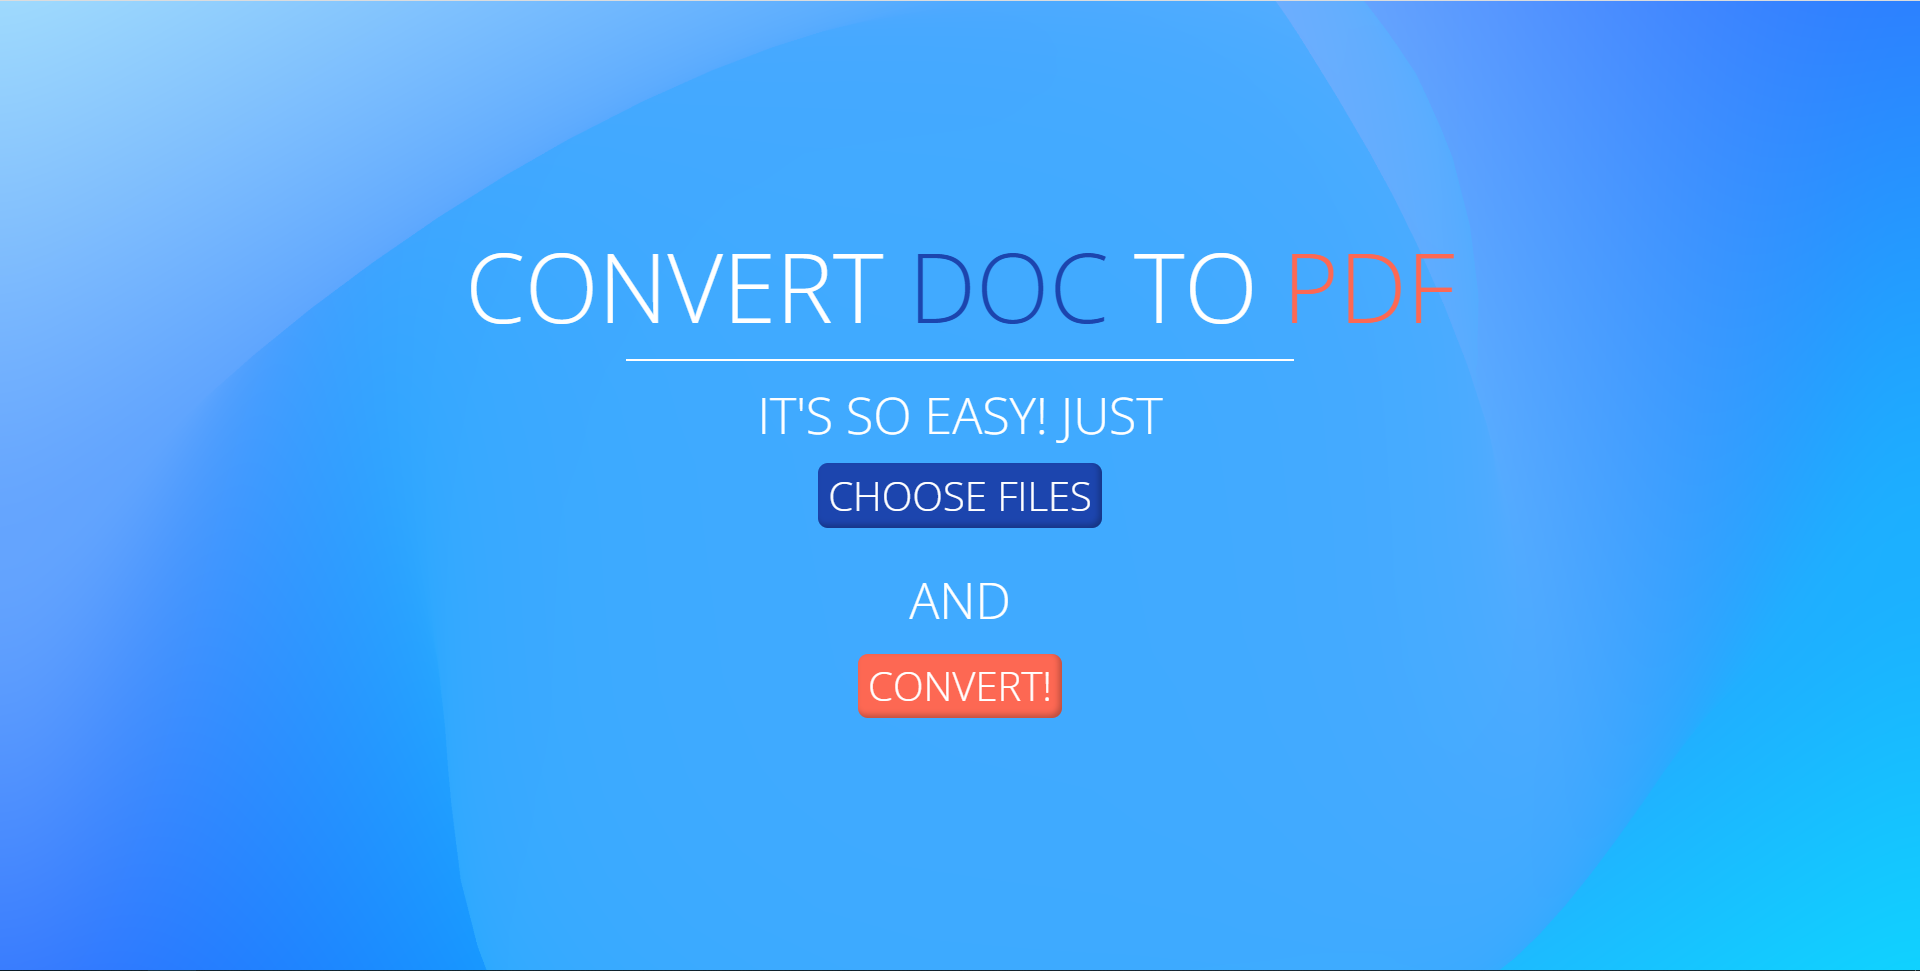 CONVERT DOC TO PDF
IT'S SO EASY! JUST
CHOOSE FILES
AND
CONVERT!